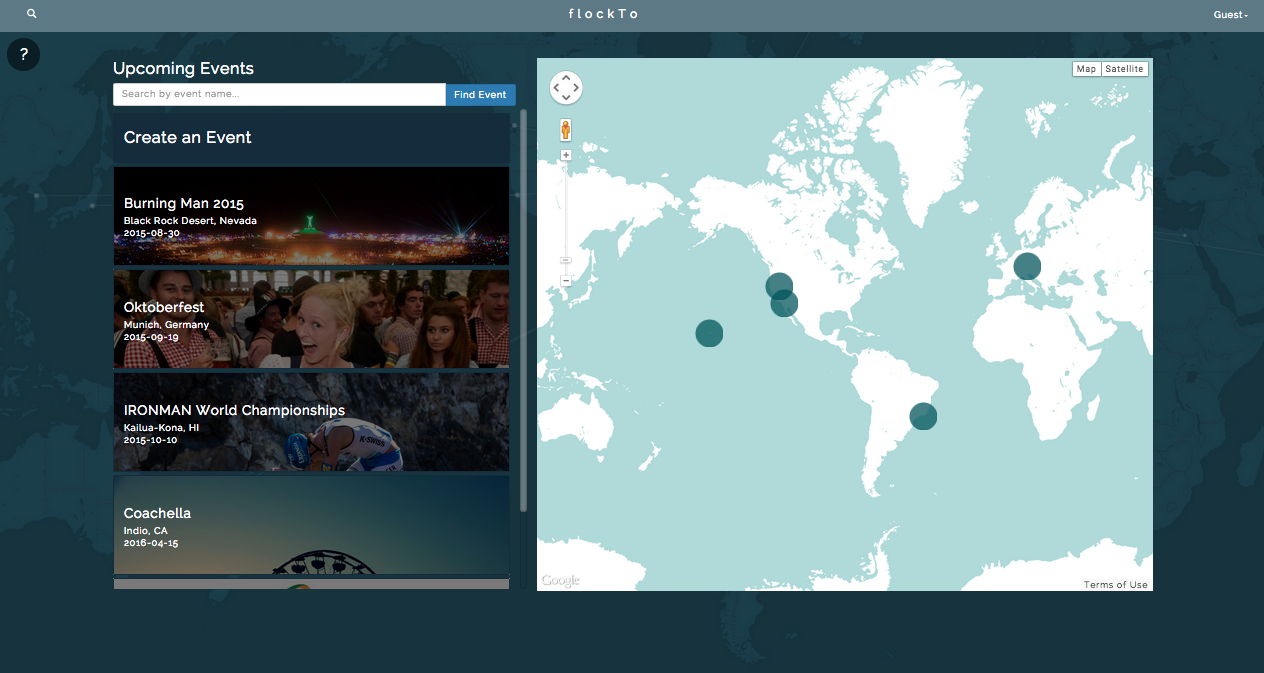 flockTo
Guest
?
Upcoming Events
Search by event name...
Find Event
Create an Event
Burning Man 2015
Black Rock Desert, Nevada
2015-08-30
Oktoberfest
Munich, Germany
2015-09-19
IRONMAN World Championships
Kailua-Kona, HI
2015-10-10
K-SWISS
Coachella
Indio, CA
2016-04-15
Map
Satellite
Google
Terms of Use